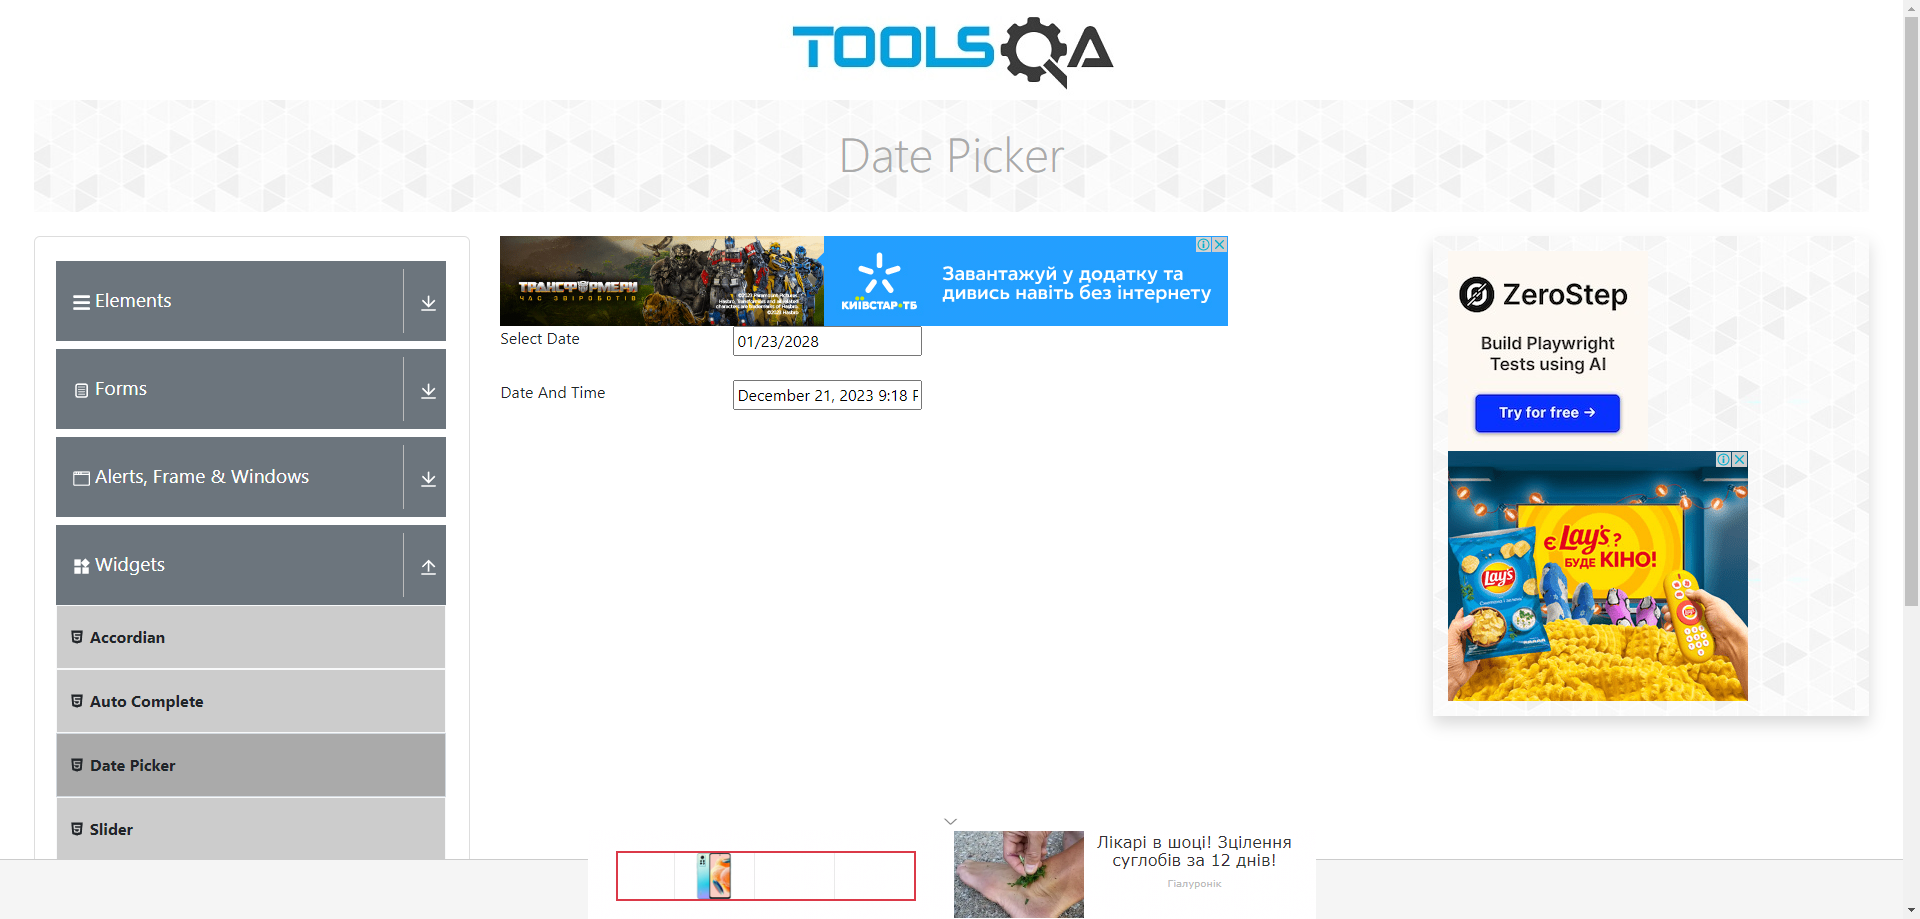 TOOLSQA
Date Picker
Elements
Forms
Alerts, Frame & Windows
Widgets
Accordian
Auto Complete
Date Picker
Slider
ТРАНСФОРМЕРИ
ЧАС ЗВІРОБОТІВ
КИЇВСТАР·ТБ
Завантажуй у додатку та
дивись навіть без інтернету
Select Date
01/23/2028
Date And Time
December 21, 2023 9:18 P
ZeroStep
Build Playwright
Tests using AI
Try for free →
Є Lay's?
БУДЕ КІНО!
Lay's
Лікарі в шоці! Зцілення
суглобів за 12 днів!
Гіалуронік